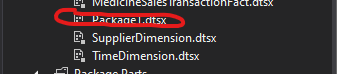 MedicineSalesTransactionFact.dtsx
Package1.dtsx
SupplierDimension.dtsx
TimeDimension.dtsx
Package Parts